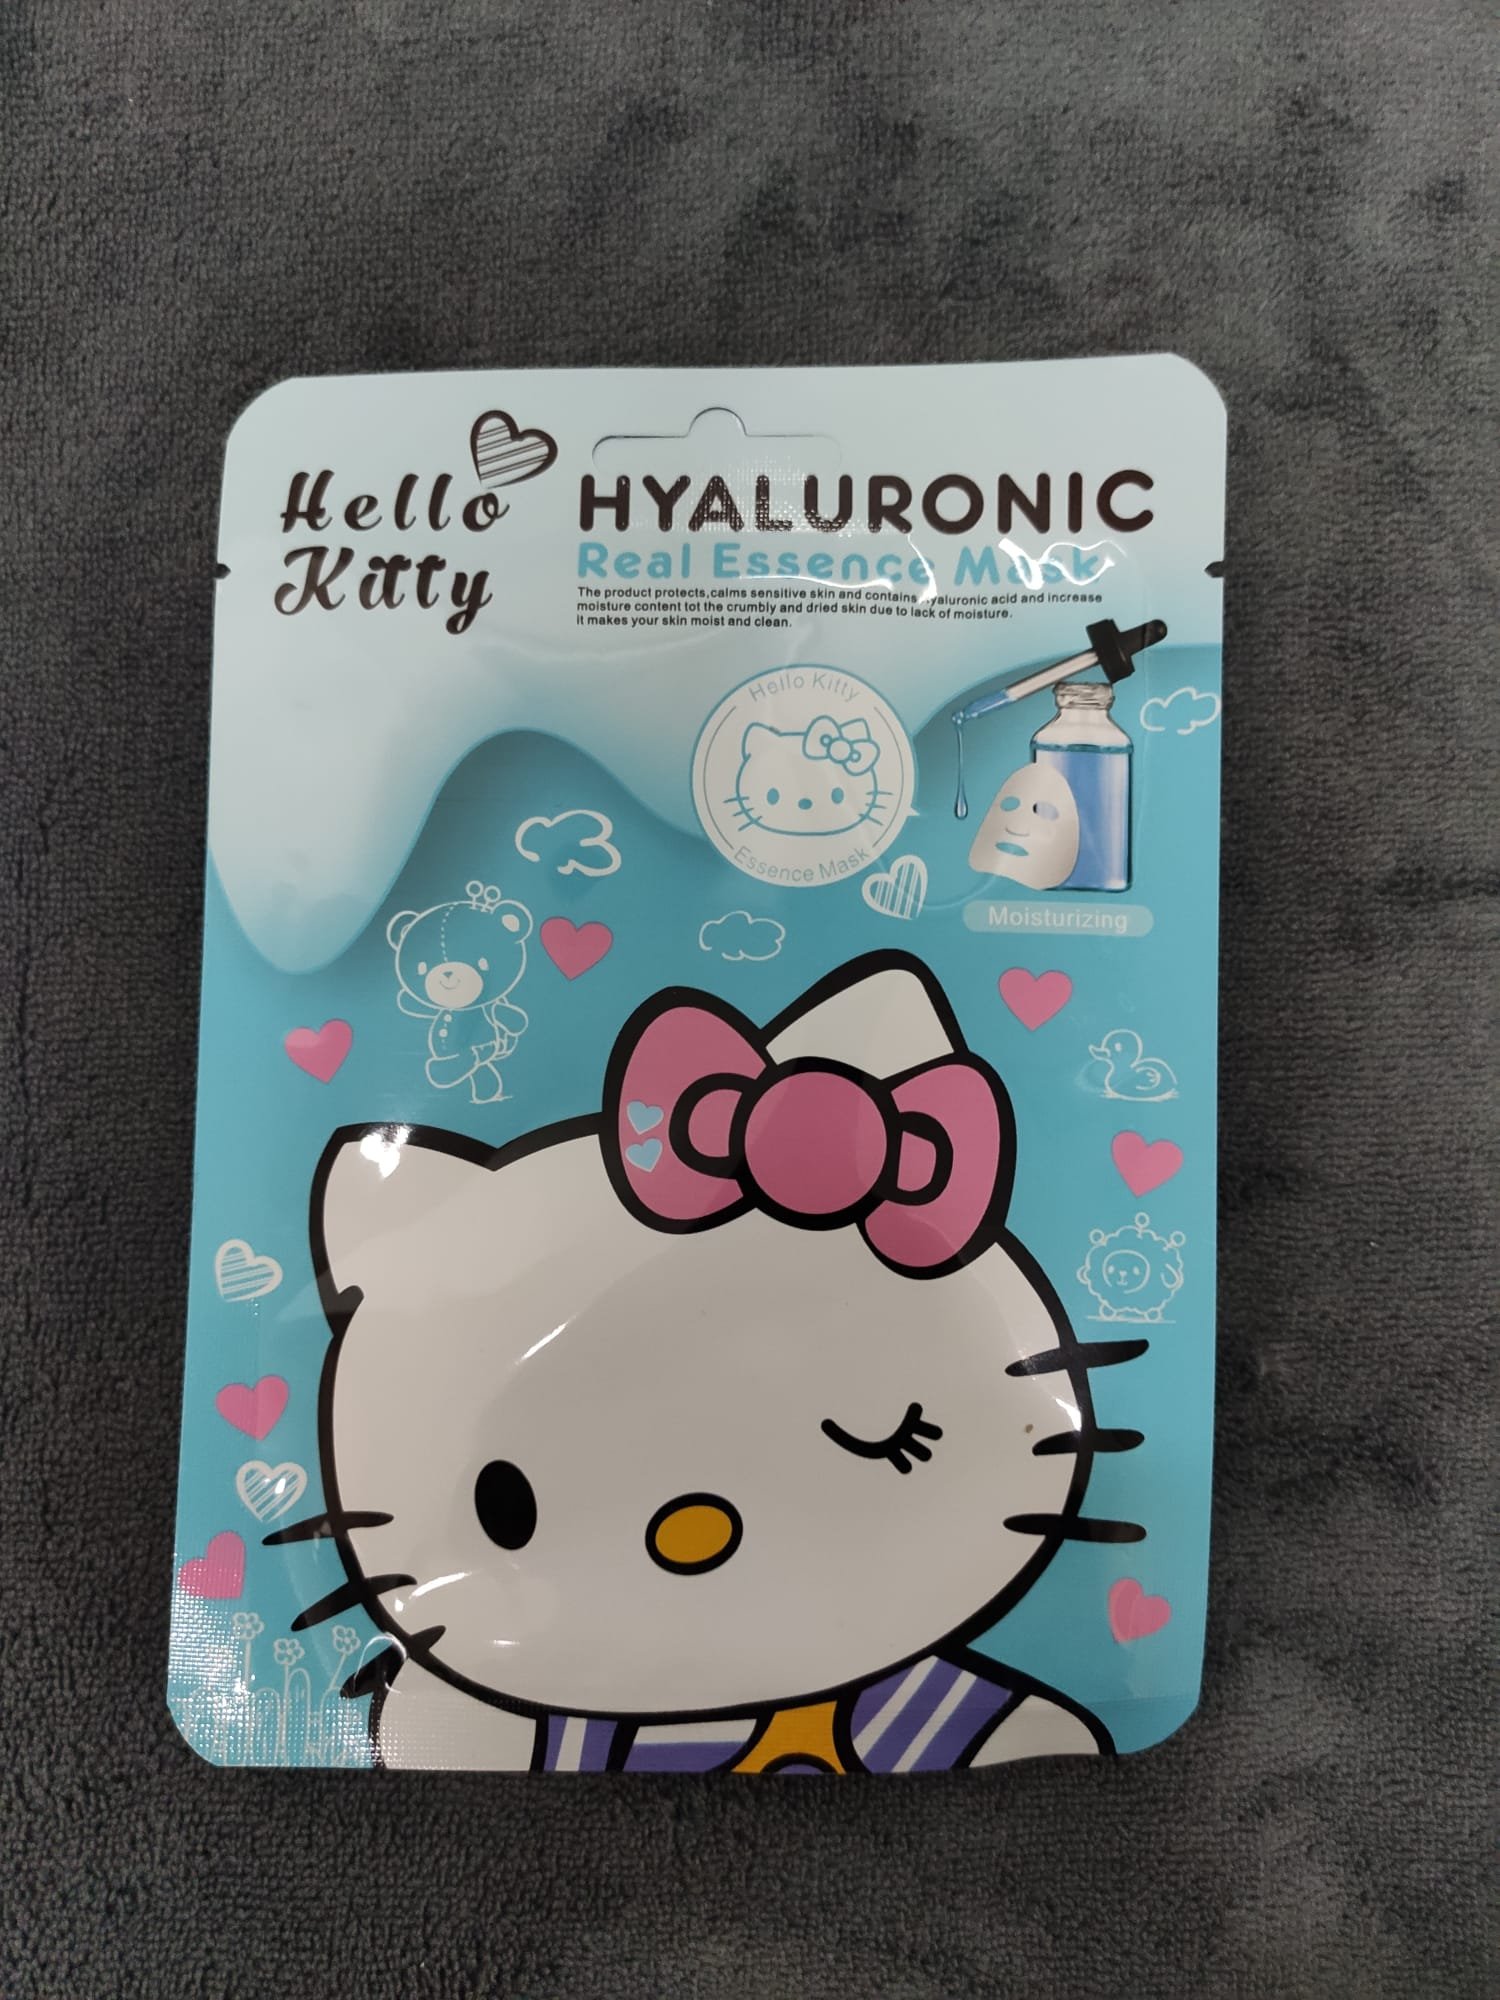 Hello
Kitty
HYALURONIC
Real Essence Mask
The product protects,calms sensitive skin and contains hyaluronic acid and increase
moisture content tot the crumbly and dried skin due to lack of moisture.
it makes your skin moist and clean.
Hello Kitty
Essence Mask
Moisturizing